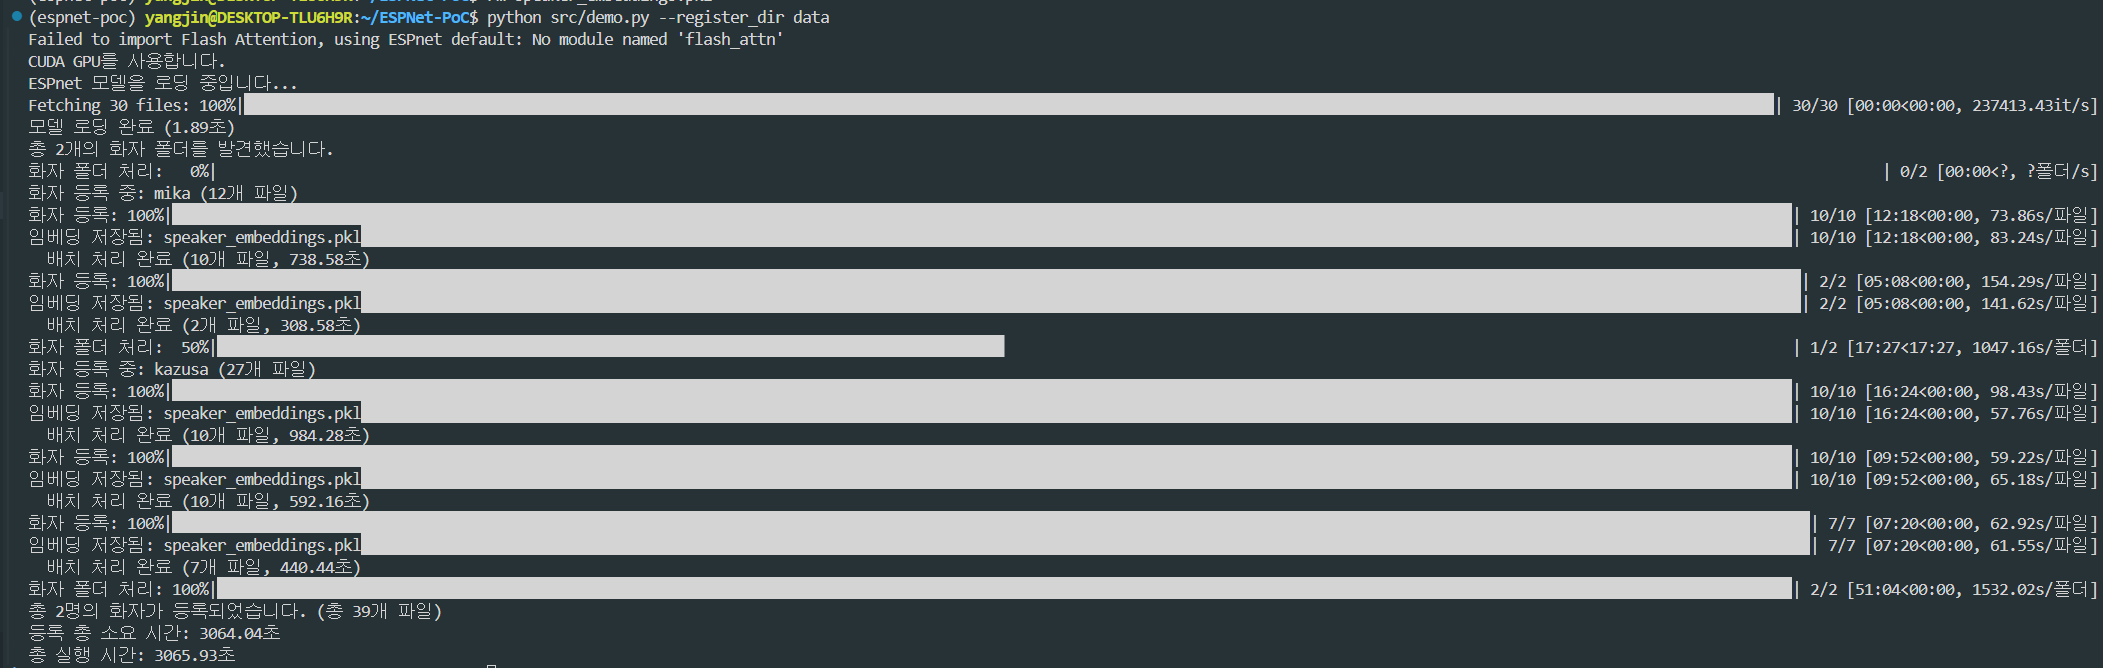 (espnet-poc) yangjin@DESKTOP-TLU6H9R:~/ESPNet-PoC$ python src/demo.py --register_dir data
Failed to import Flash Attention, using ESPnet default: No module named 'flash_attn'
CUDA GPU를 사용합니다.
ESPnet 모델을 로딩 중입니다...
Fetching 30 files: 100%| | 30/30 [00:00<00:00, 237413.43it/s]
모델 로딩 완료 (1.89초)
총 2개의 화자 폴더를 발견했습니다.
화자 폴더 처리:   0%| | 0/2 [00:00<?, ?폴더/s]
화자 등록 중: mika (12개 파일)
화자 등록: 100%| | 10/10 [12:18<00:00, 73.86s/파일]
임베딩 저장됨: speaker_embeddings.pkl | 10/10 [12:18<00:00, 83.24s/파일]
  배치 처리 완료 (10개 파일, 738.58초)
화자 등록: 100%| | 2/2 [05:08<00:00, 154.29s/파일]
임베딩 저장됨: speaker_embeddings.pkl | 2/2 [05:08<00:00, 141.62s/파일]
  배치 처리 완료 (2개 파일, 308.58초)
화자 폴더 처리:  50%| | 1/2 [17:27<17:27, 1047.16s/폴더]
화자 등록 중: kazusa (27개 파일)
화자 등록: 100%| | 10/10 [16:24<00:00, 98.43s/파일]
임베딩 저장됨: speaker_embeddings.pkl | 10/10 [16:24<00:00, 57.76s/파일]
  배치 처리 완료 (10개 파일, 984.28초)
화자 등록: 100%| | 10/10 [09:52<00:00, 59.22s/파일]
임베딩 저장됨: speaker_embeddings.pkl | 10/10 [09:52<00:00, 65.18s/파일]
  배치 처리 완료 (10개 파일, 592.16초)
화자 등록: 100%| | 7/7 [07:20<00:00, 62.92s/파일]
임베딩 저장됨: speaker_embeddings.pkl | 7/7 [07:20<00:00, 61.55s/파일]
  배치 처리 완료 (7개 파일, 440.44초)
화자 폴더 처리: 100%| | 2/2 [51:04<00:00, 1532.02s/폴더]
총 2명의 화자가 등록되었습니다. (총 39개 파일)
등록 총 소요 시간: 3064.04초
총 실행 시간: 3065.93초